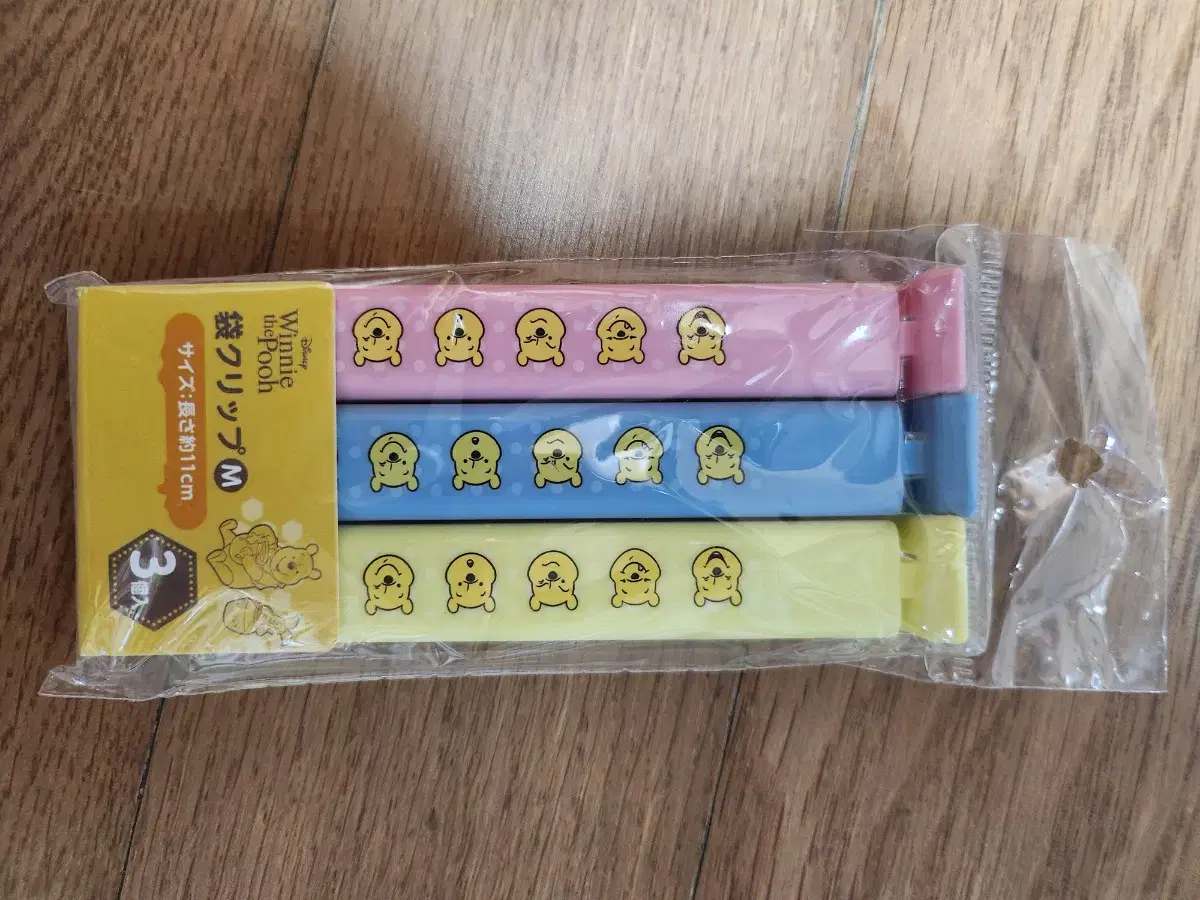 Disney
Winnie
the Pooh
袋クリップ M
サイズ：長さ約11cm
3個入